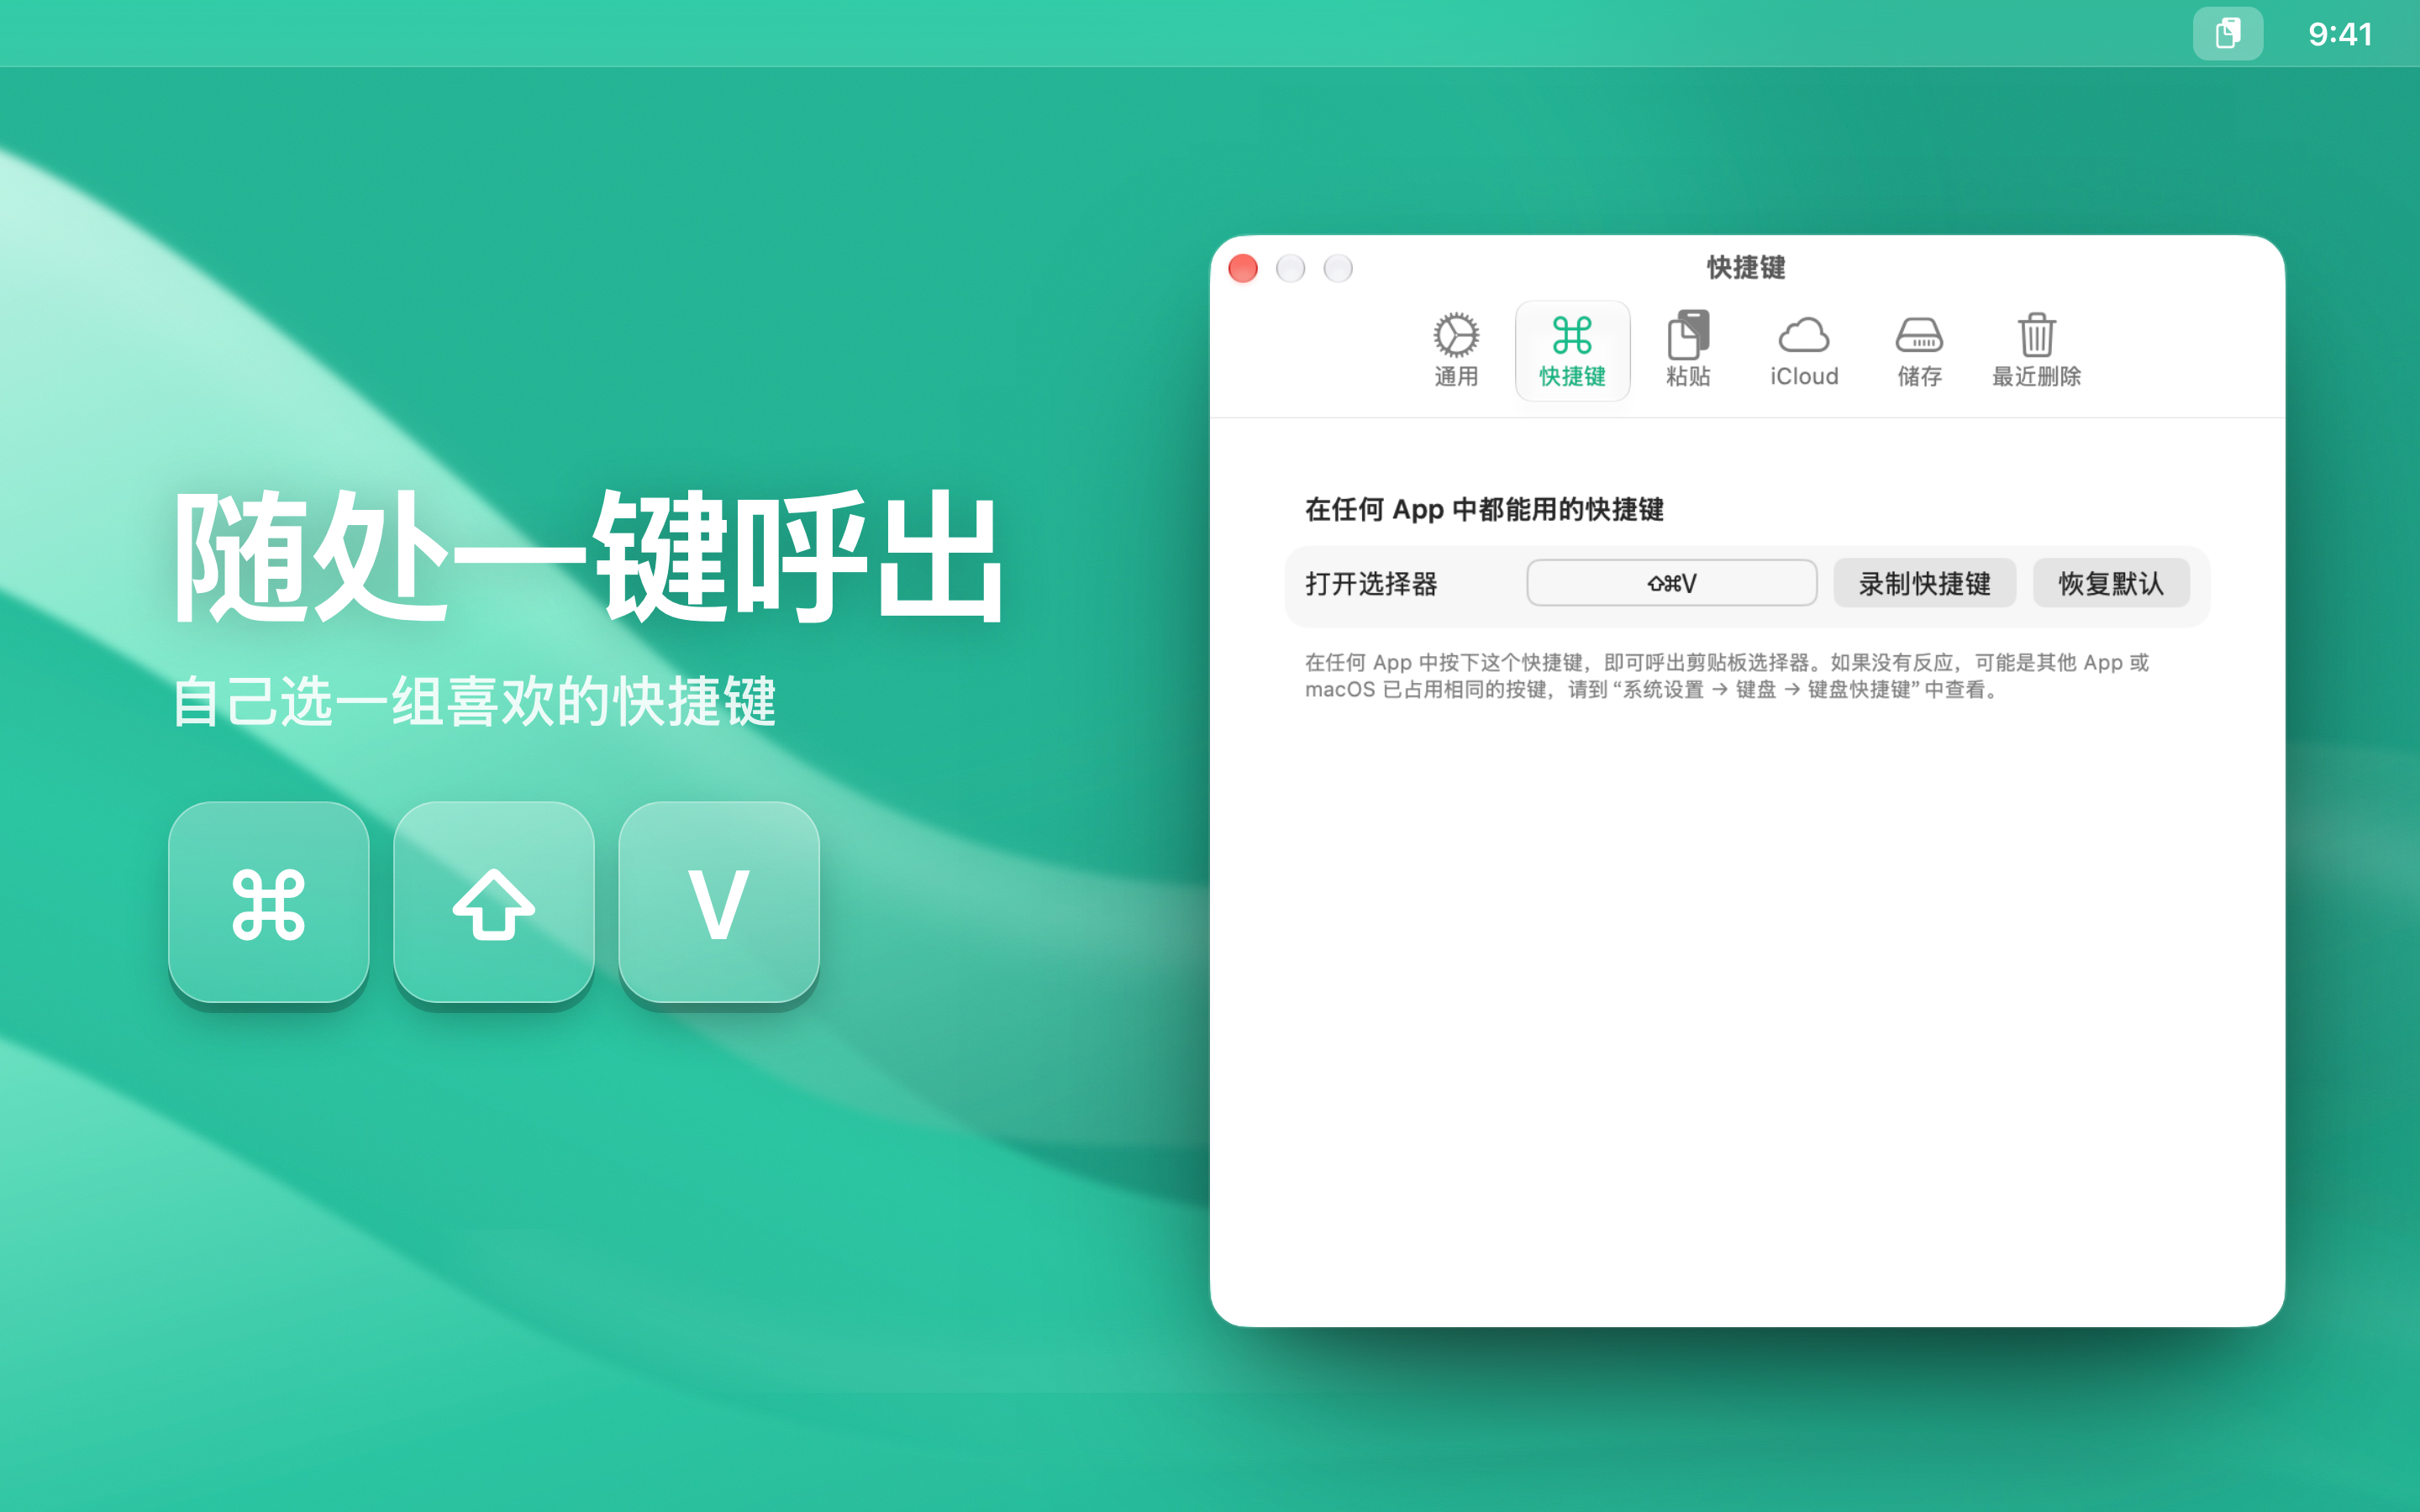 9:41
随处一键呼出
自己选一组喜欢的快捷键
⌘ ⇧ V
快捷键
通用 快捷键 粘贴 iCloud 储存 最近删除
在任何 App 中都能用的快捷键
打开选择器 ⇧⌘V 录制快捷键 恢复默认
在任何 App 中按下这个快捷键，即可呼出剪贴板选择器。如果没有反应，可能是其他 App 或
macOS 已占用相同的按键，请到 “系统设置 → 键盘 → 键盘快捷键” 中查看。